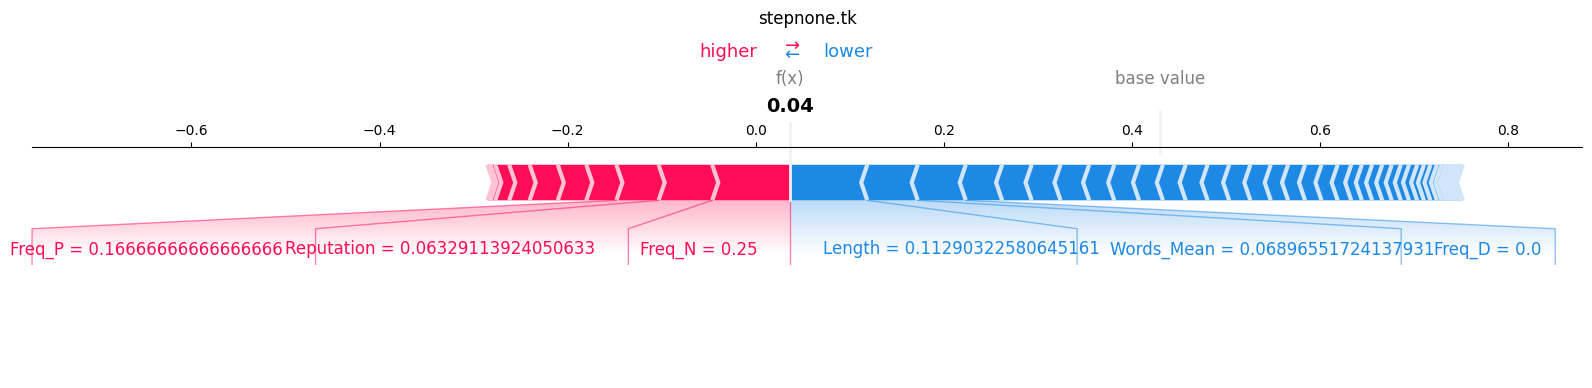 stepnone.tk
higher ⇄ lower
f(x) base value
0.04
−0.6 −0.4 −0.2 0.0 0.2 0.4 0.6 0.8
Freq_P = 0.16666666666666666 Reputation = 0.06329113924050633 Freq_N = 0.25 Length = 0.11290322580645161 Words_Mean = 0.06896551724137931 Freq_D = 0.0